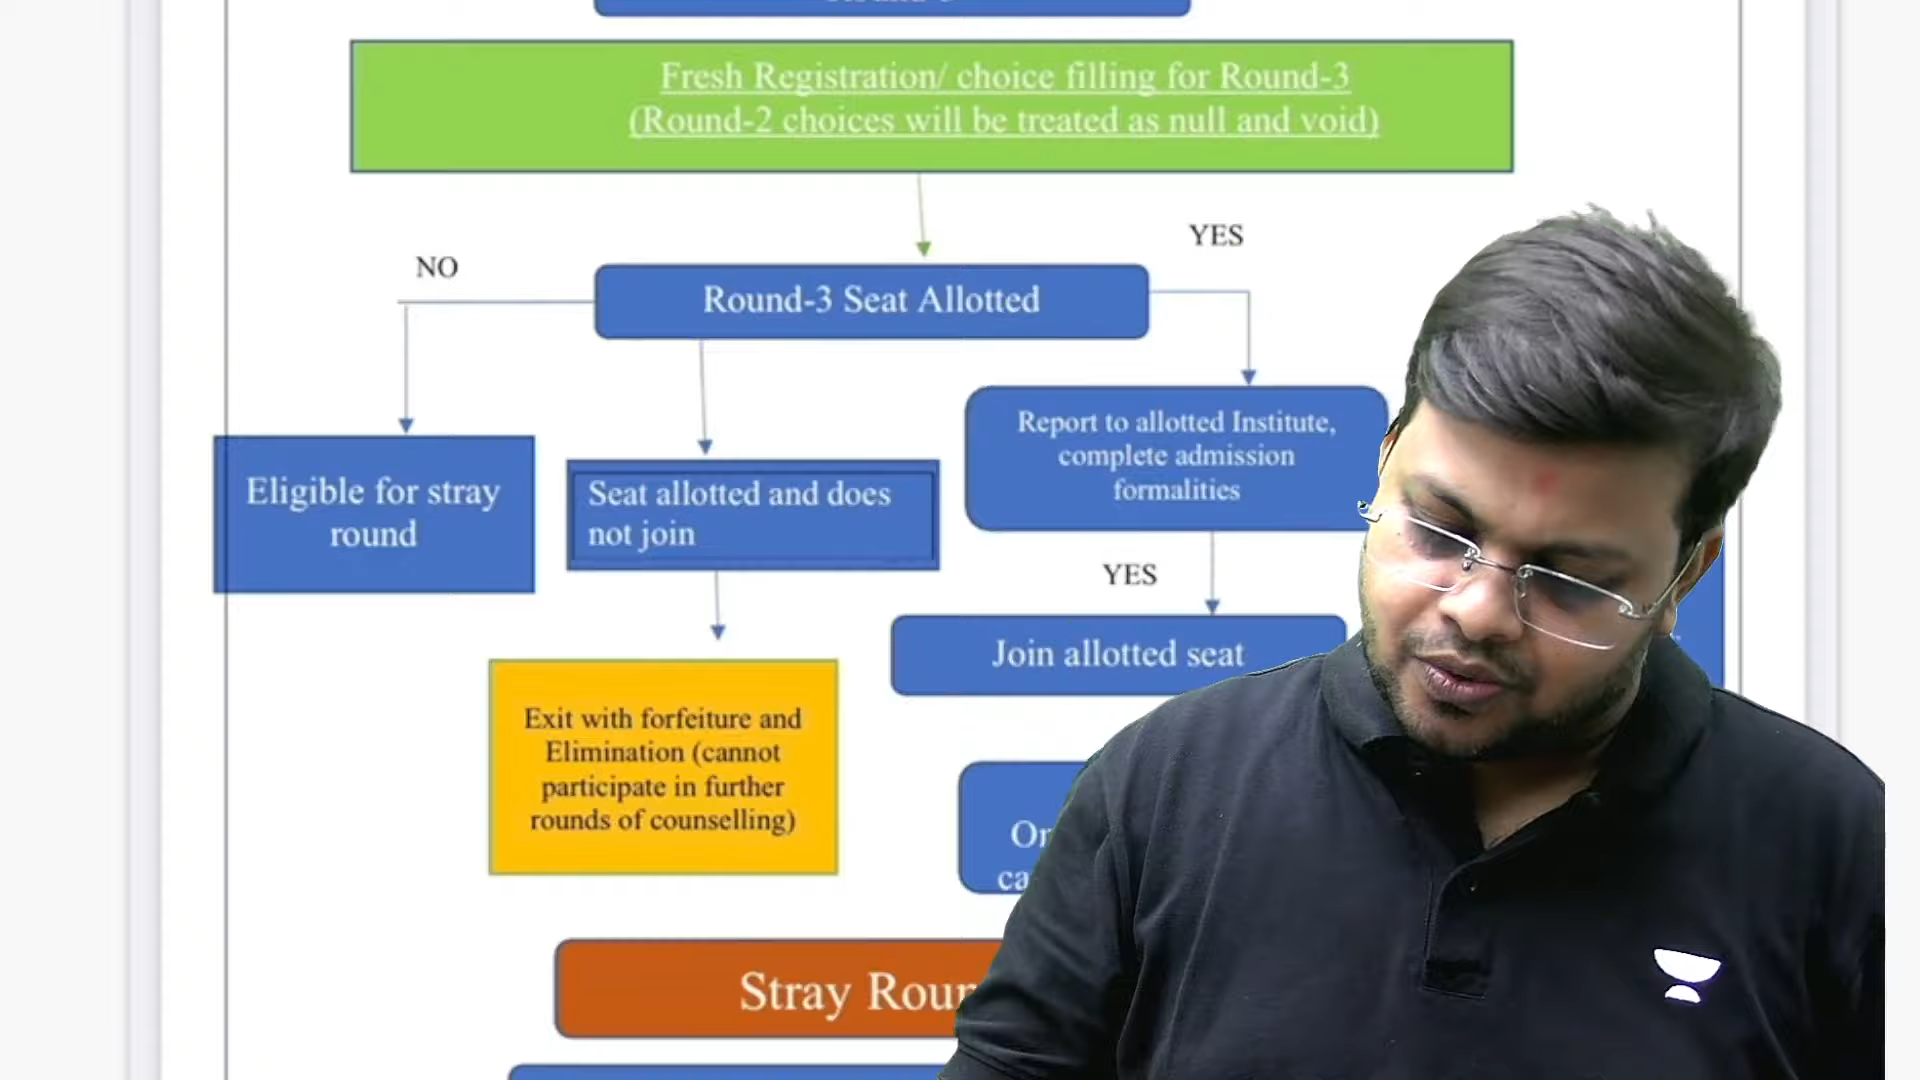 Fresh Registration/ choice filling for Round-3
(Round-2 choices will be treated as null and void)
YES
NO
Round-3 Seat Allotted
Report to allotted Institute,
complete admission
formalities
Eligible for stray
round
Seat allotted and does
not join
YES
Join allotted seat
Exit with forfeiture and
Elimination (cannot
participate in further
rounds of counselling)
Stray